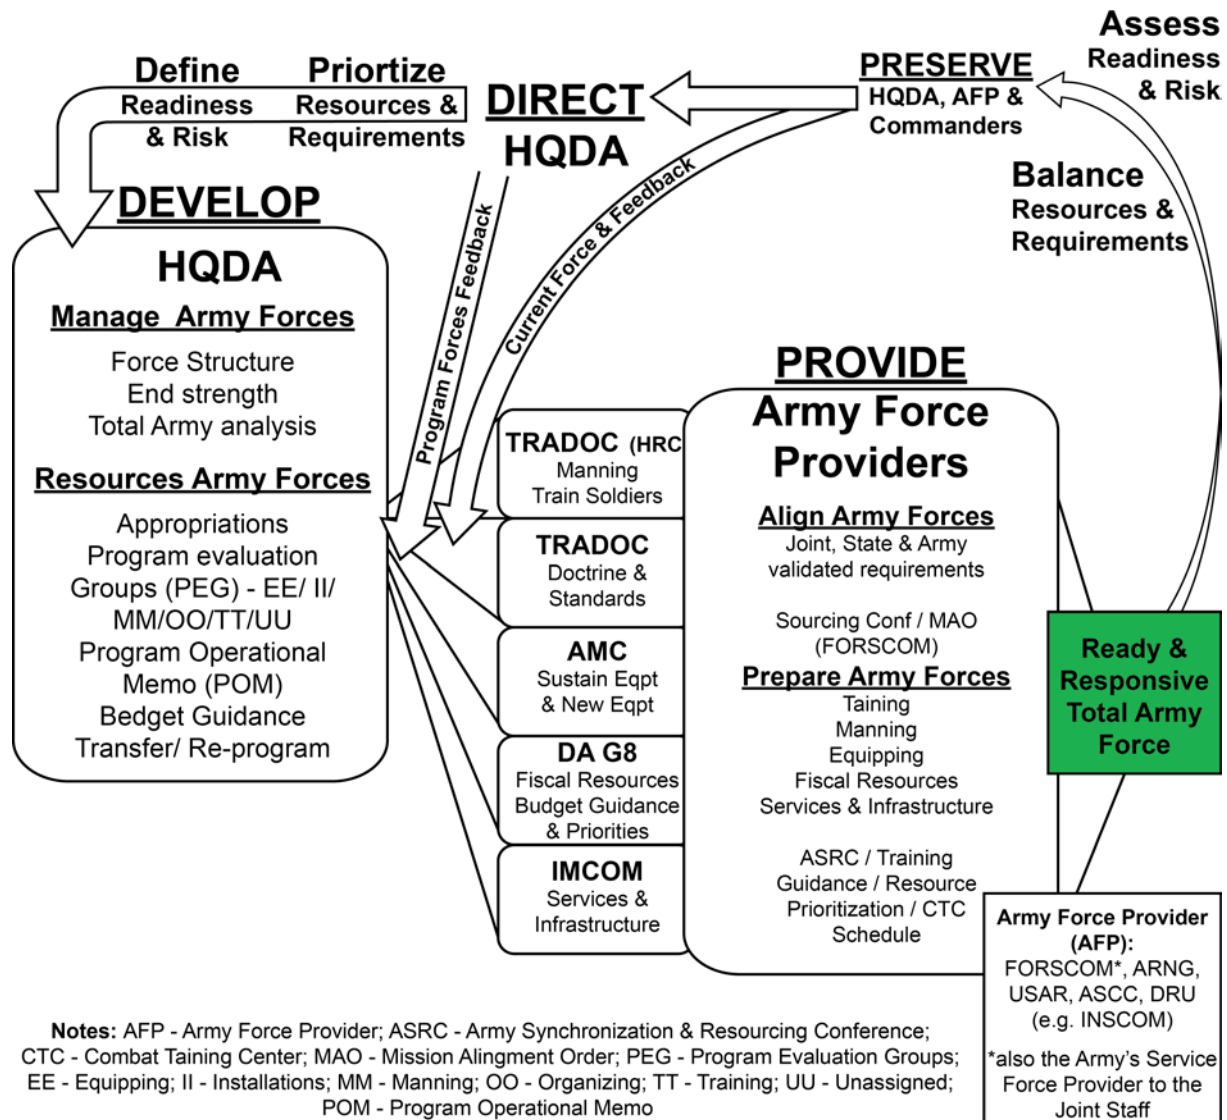 Assess
Readiness
& Risk
Define
Readiness
& Risk
Priortize
Resources &
Requirements
DIRECT
HQDA
PRESERVE
HQDA, AFP &
Commanders
Balance
Resources &
Requirements
DEVELOP
HQDA
Manage Army Forces
Force Structure
End strength
Total Army analysis
Resources Army Forces
Appropriations
Program evaluation
Groups (PEG) - EE/ II/
MM/OO/TT/UU
Program Operational
Memo (POM)
Bedget Guidance
Transfer/ Re-program
Program Forces Feedback
Current Force & Feedback
TRADOC (HRC
Manning
Train Soldiers
TRADOC
Doctrine &
Standards
AMC
Sustain Eqpt
& New Eqpt
DA G8
Fiscal Resources
Budget Guidance
& Priorities
IMCOM
Services &
Infrastructure
PROVIDE
Army Force
Providers
Align Army Forces
Joint, State & Army
validated requirements
Sourcing Conf / MAO
(FORSCOM)
Prepare Army Forces
Taining
Manning
Equipping
Fiscal Resources
Services & Infrastructure
ASRC / Training
Guidance / Resource
Prioritization / CTC
Schedule
Ready &
Responsive
Total Army
Force
Army Force Provider
(AFP):
FORSCOM*, ARNG,
USAR, ASCC, DRU
(e.g. INSCOM)
*also the Army's Service
Force Provider to the
Joint Staff
Notes: AFP - Army Force Provider; ASRC - Army Synchronization & Resourcing Conference;
CTC - Combat Taining Center; MAO - Mission Alingment Order; PEG - Program Evaluation Groups;
EE - Equipping; II - Installations; MM - Manning; OO - Organizing; TT - Training; UU - Unassigned;
POM - Program Operational Memo